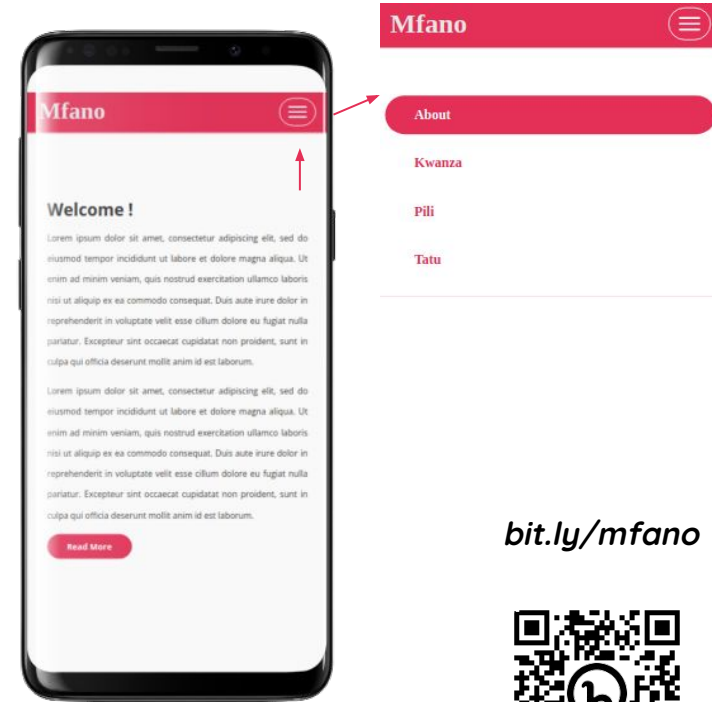 Mfano
Welcome !
Lorem ipsum dolor sit amet, consectetur adipiscing elit, sed do
eiusmod tempor incididunt ut labore et dolore magna aliqua. Ut
enim ad minim veniam, quis nostrud exercitation ullamco laboris
nisi ut aliquip ex ea commodo consequat. Duis aute irure dolor in
reprehenderit in voluptate velit esse cillum dolore eu fugiat nulla
pariatur. Excepteur sint occaecat cupidatat non proident, sunt in
culpa qui officia deserunt mollit anim id est laborum.
Lorem ipsum dolor sit amet, consectetur adipiscing elit, sed do
eiusmod tempor incididunt ut labore et dolore magna aliqua. Ut
enim ad minim veniam, quis nostrud exercitation ullamco laboris
nisi ut aliquip ex ea commodo consequat. Duis aute irure dolor in
reprehenderit in voluptate velit esse cillum dolore eu fugiat nulla
pariatur. Excepteur sint occaecat cupidatat non proident, sunt in
culpa qui officia deserunt mollit anim id est laborum.
Read More
Mfano
About
Kwanza
Pili
Tatu
bit.ly/mfano